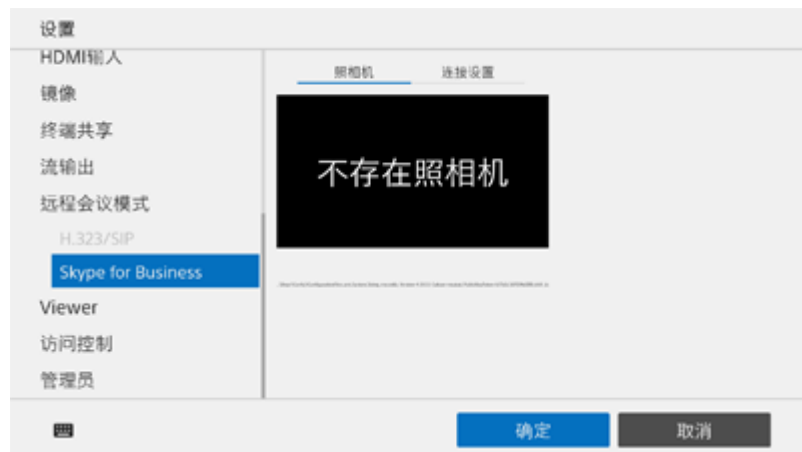 设置
HDMI输入
镜像
终端共享
流输出
远程会议模式
H.323/SIP
Skype for Business
Viewer
访问控制
管理员
照相机
连接设置
不存在照相机
确定
取消